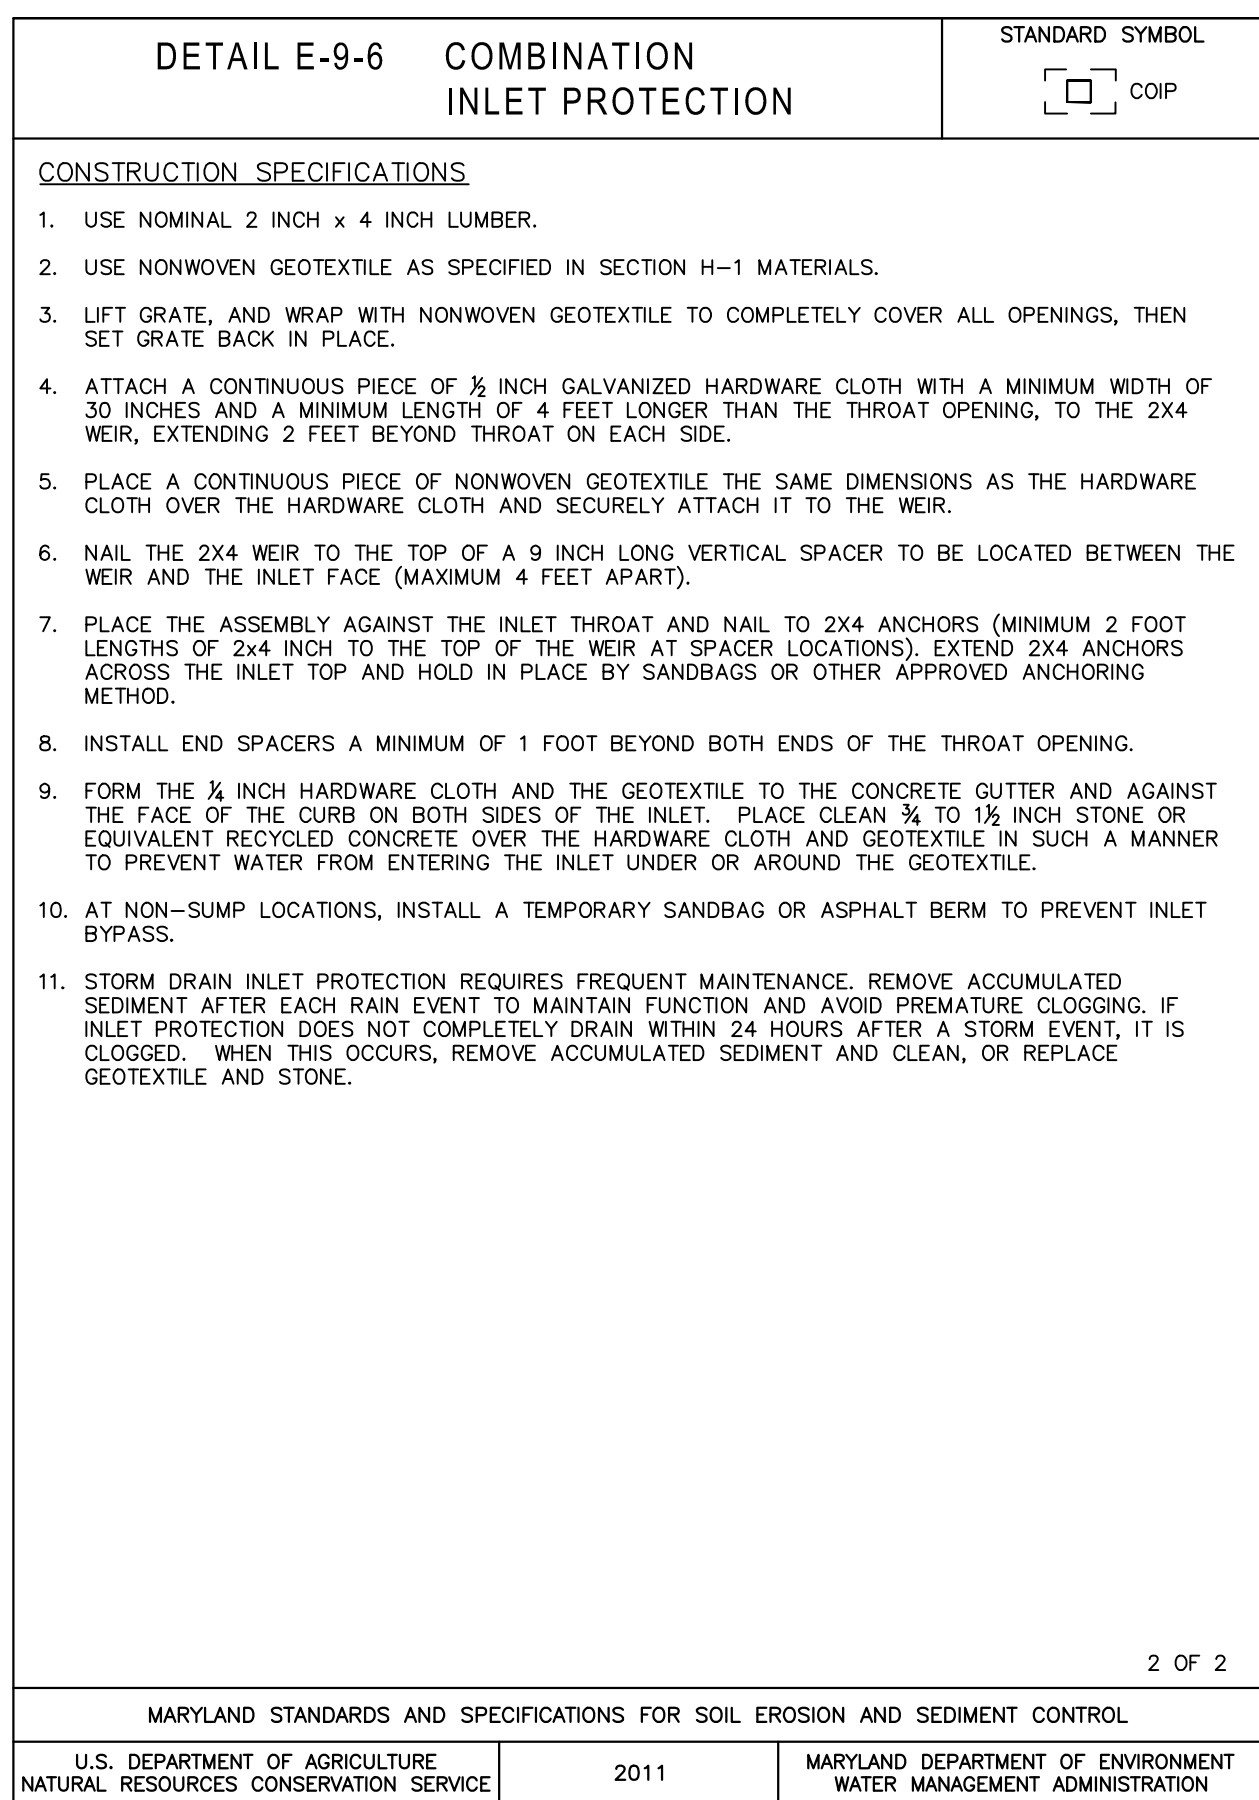 DETAIL E-9-6 COMBINATION
INLET PROTECTION
STANDARD SYMBOL
COIP
CONSTRUCTION SPECIFICATIONS
1. USE NOMINAL 2 INCH x 4 INCH LUMBER.
2. USE NONWOVEN GEOTEXTILE AS SPECIFIED IN SECTION H-1 MATERIALS.
3. LIFT GRATE, AND WRAP WITH NONWOVEN GEOTEXTILE TO COMPLETELY COVER ALL OPENINGS, THEN
SET GRATE BACK IN PLACE.
4. ATTACH A CONTINUOUS PIECE OF ½ INCH GALVANIZED HARDWARE CLOTH WITH A MINIMUM WIDTH OF
30 INCHES AND A MINIMUM LENGTH OF 4 FEET LONGER THAN THE THROAT OPENING, TO THE 2X4
WEIR, EXTENDING 2 FEET BEYOND THROAT ON EACH SIDE.
5. PLACE A CONTINUOUS PIECE OF NONWOVEN GEOTEXTILE THE SAME DIMENSIONS AS THE HARDWARE
CLOTH OVER THE HARDWARE CLOTH AND SECURELY ATTACH IT TO THE WEIR.
6. NAIL THE 2X4 WEIR TO THE TOP OF A 9 INCH LONG VERTICAL SPACER TO BE LOCATED BETWEEN THE
WEIR AND THE INLET FACE (MAXIMUM 4 FEET APART).
7. PLACE THE ASSEMBLY AGAINST THE INLET THROAT AND NAIL TO 2X4 ANCHORS (MINIMUM 2 FOOT
LENGTHS OF 2x4 INCH TO THE TOP OF THE WEIR AT SPACER LOCATIONS). EXTEND 2X4 ANCHORS
ACROSS THE INLET TOP AND HOLD IN PLACE BY SANDBAGS OR OTHER APPROVED ANCHORING
METHOD.
8. INSTALL END SPACERS A MINIMUM OF 1 FOOT BEYOND BOTH ENDS OF THE THROAT OPENING.
9. FORM THE ¼ INCH HARDWARE CLOTH AND THE GEOTEXTILE TO THE CONCRETE GUTTER AND AGAINST
THE FACE OF THE CURB ON BOTH SIDES OF THE INLET. PLACE CLEAN ¾ TO 1½ INCH STONE OR
EQUIVALENT RECYCLED CONCRETE OVER THE HARDWARE CLOTH AND GEOTEXTILE IN SUCH A MANNER
TO PREVENT WATER FROM ENTERING THE INLET UNDER OR AROUND THE GEOTEXTILE.
10. AT NON-SUMP LOCATIONS, INSTALL A TEMPORARY SANDBAG OR ASPHALT BERM TO PREVENT INLET
BYPASS.
11. STORM DRAIN INLET PROTECTION REQUIRES FREQUENT MAINTENANCE. REMOVE ACCUMULATED
SEDIMENT AFTER EACH RAIN EVENT TO MAINTAIN FUNCTION AND AVOID PREMATURE CLOGGING. IF
INLET PROTECTION DOES NOT COMPLETELY DRAIN WITHIN 24 HOURS AFTER A STORM EVENT, IT IS
CLOGGED. WHEN THIS OCCURS, REMOVE ACCUMULATED SEDIMENT AND CLEAN, OR REPLACE
GEOTEXTILE AND STONE.
2 OF 2
MARYLAND STANDARDS AND SPECIFICATIONS FOR SOIL EROSION AND SEDIMENT CONTROL
U.S. DEPARTMENT OF AGRICULTURE
NATURAL RESOURCES CONSERVATION SERVICE
2011
MARYLAND DEPARTMENT OF ENVIRONMENT
WATER MANAGEMENT ADMINISTRATION